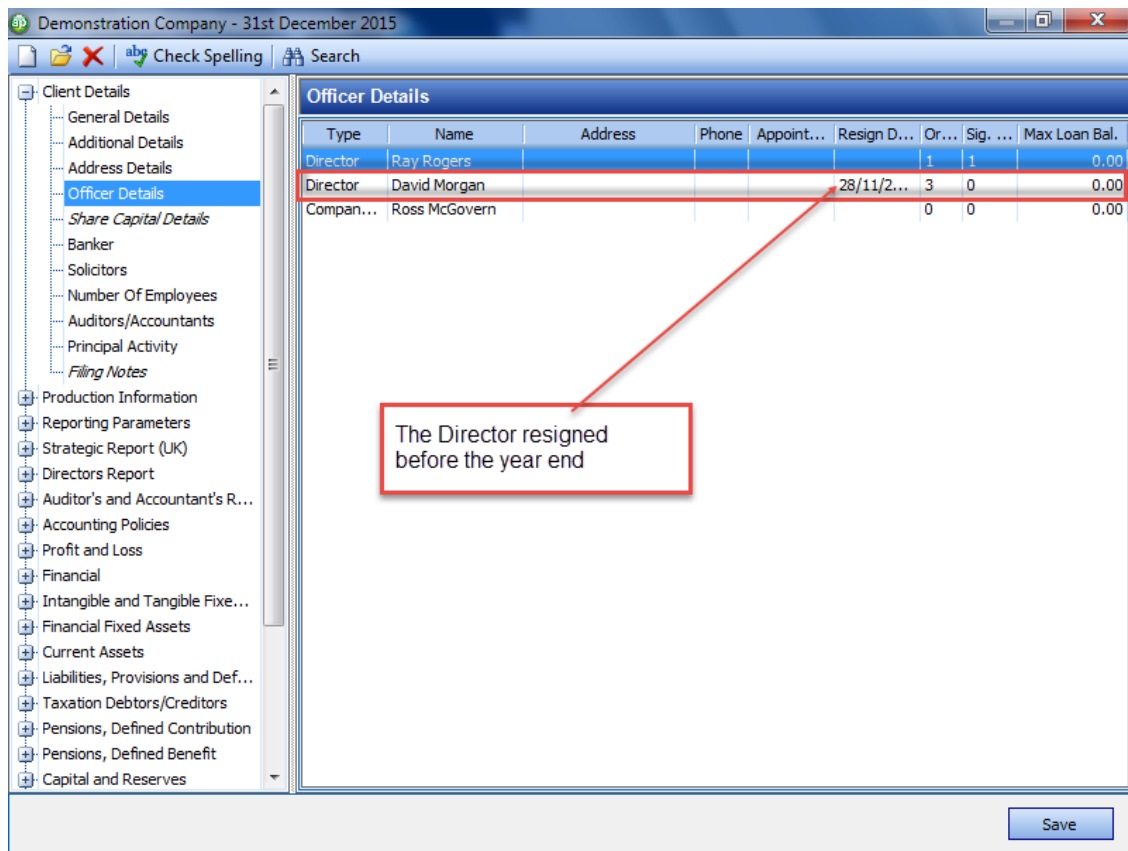 Demonstration Company - 31st December 2015
Check Spelling Search
Client Details
General Details
Additional Details
Address Details
Officer Details
Share Capital Details
Banker
Solicitors
Number Of Employees
Auditors/Accountants
Principal Activity
Filing Notes
Production Information
Reporting Parameters
Strategic Report (UK)
Directors Report
Auditor's and Accountant's R...
Accounting Policies
Profit and Loss
Financial
Intangible and Tangible Fixe...
Financial Fixed Assets
Current Assets
Liabilities, Provisions and Def...
Taxation Debtors/Creditors
Pensions, Defined Contribution
Pensions, Defined Benefit
Capital and Reserves
Officer Details
Type Name Address Phone Appoint... Resign D... Or... Sig. ... Max Loan Bal.
Director Ray Rogers 1 1 0.00
Director David Morgan 28/11/2... 3 0 0.00
Compan... Ross McGovern 0 0 0.00
The Director resigned
before the year end
Save